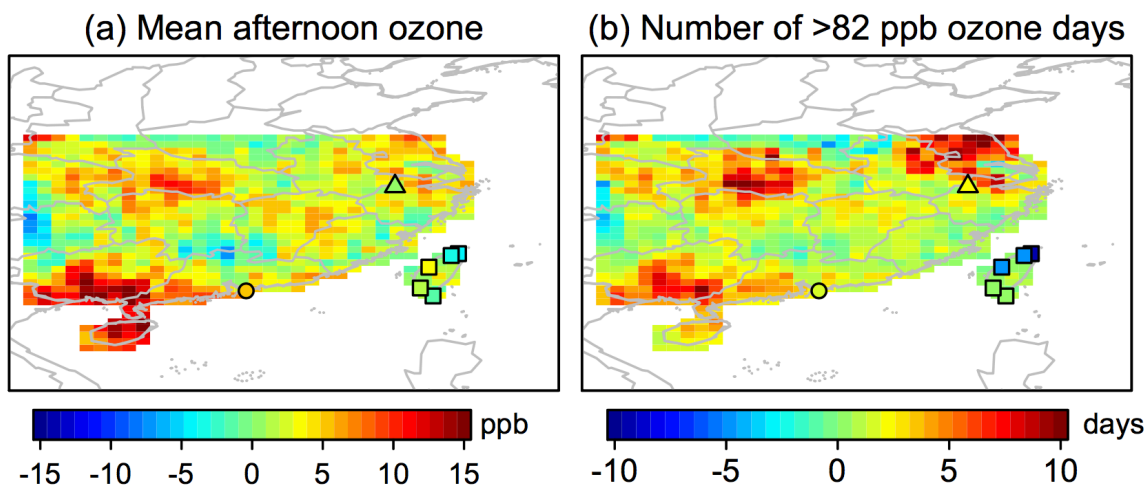 (a) Mean afternoon ozone
(b) Number of >82 ppb ozone days
-15 -10 -5 0 5 10 15 ppb
-10 -5 0 5 10 days